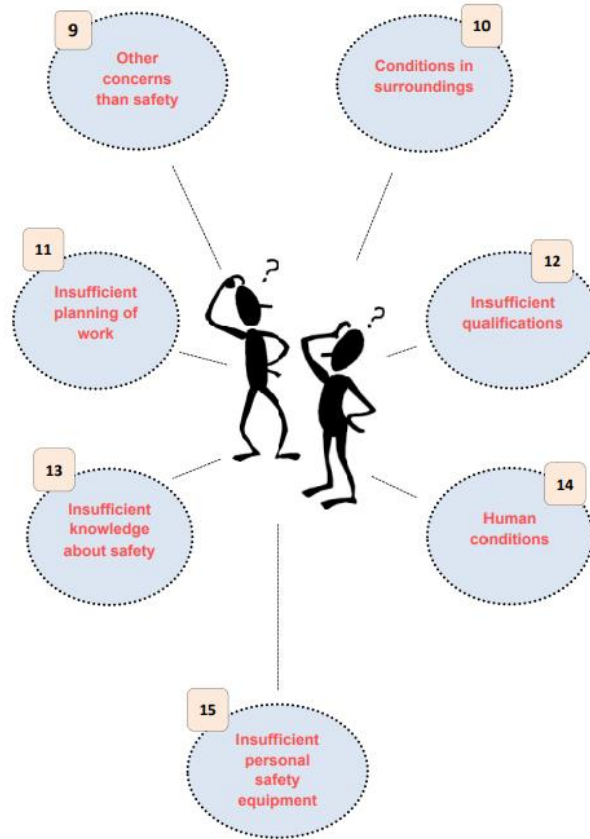 9
Other
concerns
than safety
10
Conditions in
surroundings
?
?
11
Insufficient
planning of
work
12
Insufficient
qualifications
13
Insufficient
knowledge
about safety
14
Human
conditions
15
Insufficient
personal
safety
equipment